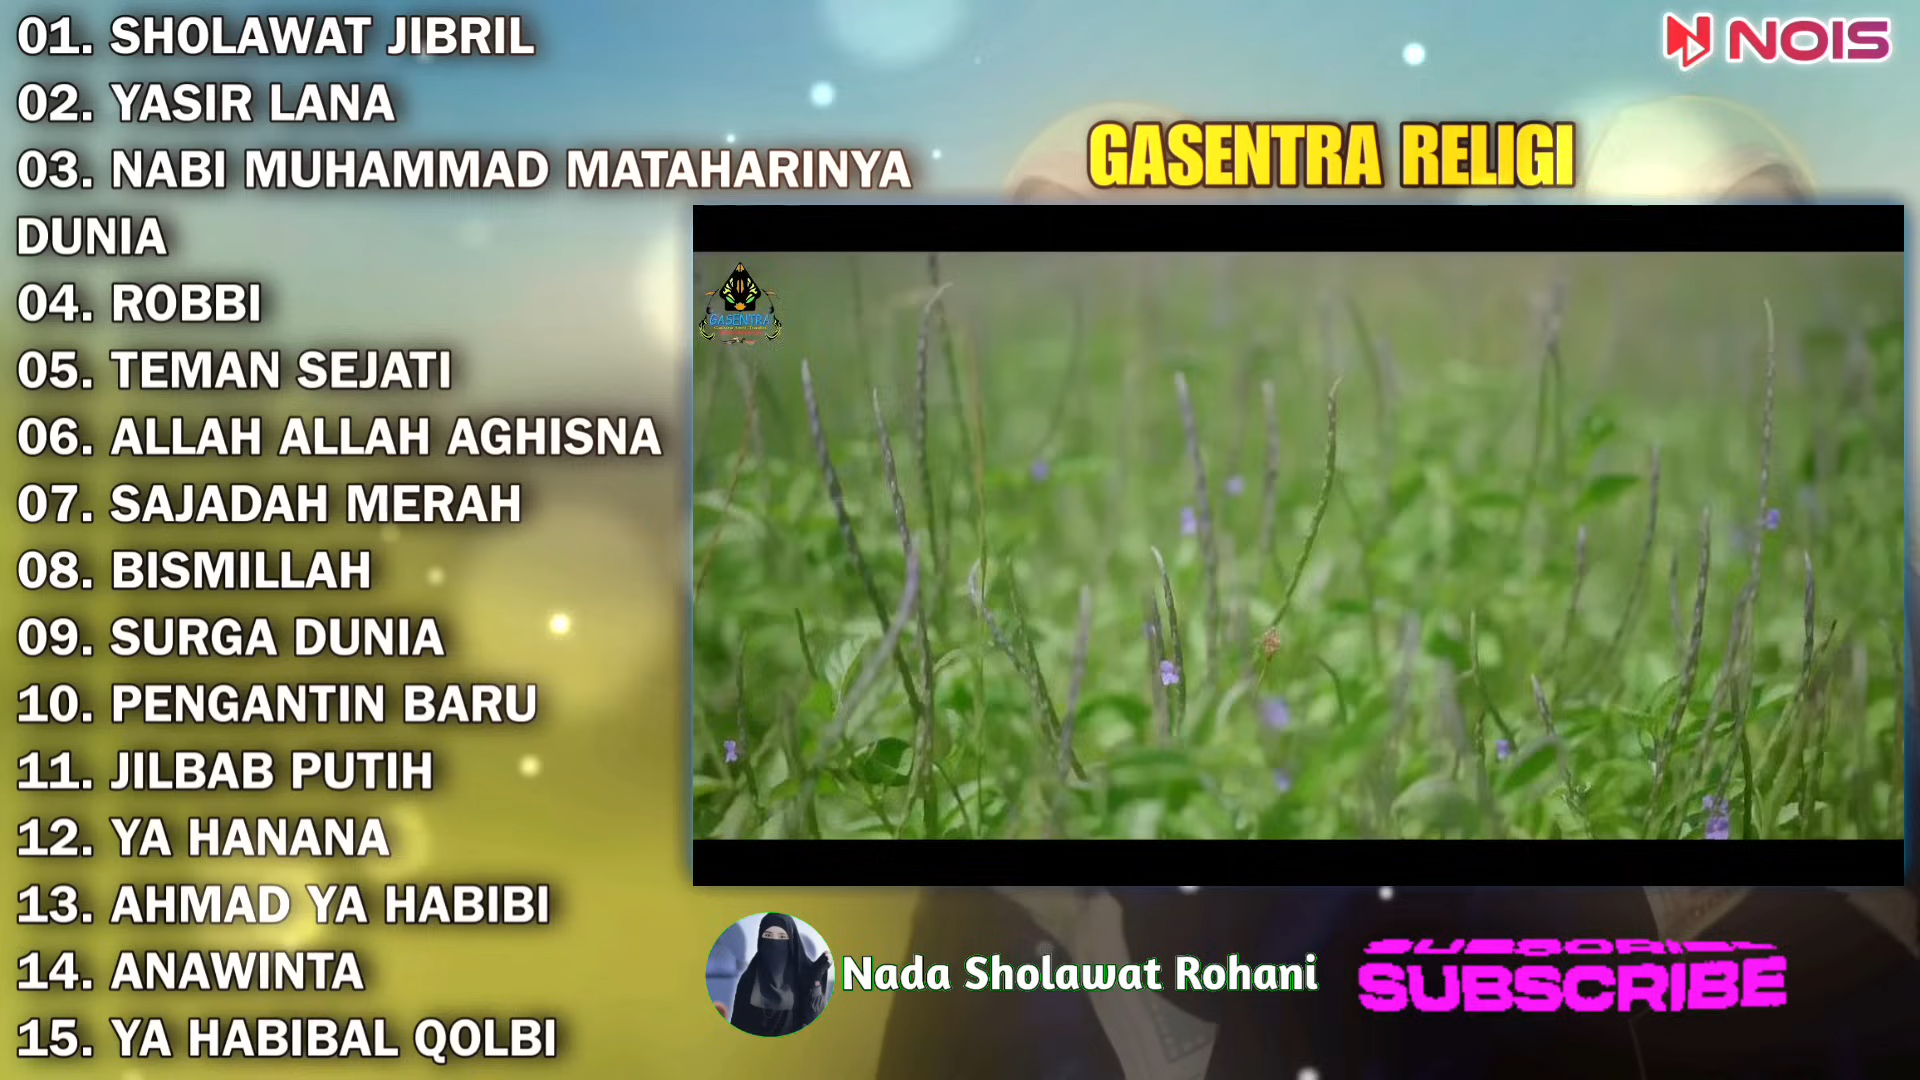 01. SHOLAWAT JIBRIL
02. YASIR LANA
03. NABI MUHAMMAD MATAHARINYA
DUNIA
04. ROBBI
05. TEMAN SEJATI
06. ALLAH ALLAH AGHISNA
07. SAJADAH MERAH
08. BISMILLAH
09. SURGA DUNIA
10. PENGANTIN BARU
11. JILBAB PUTIH
12. YA HANANA
13. AHMAD YA HABIBI
14. ANAWINTA
15. YA HABIBAL QOLBI
NOIS
GASENTRA RELIGI
GASENTRA
Nada Sholawat Rohani
SUBSCRIBE